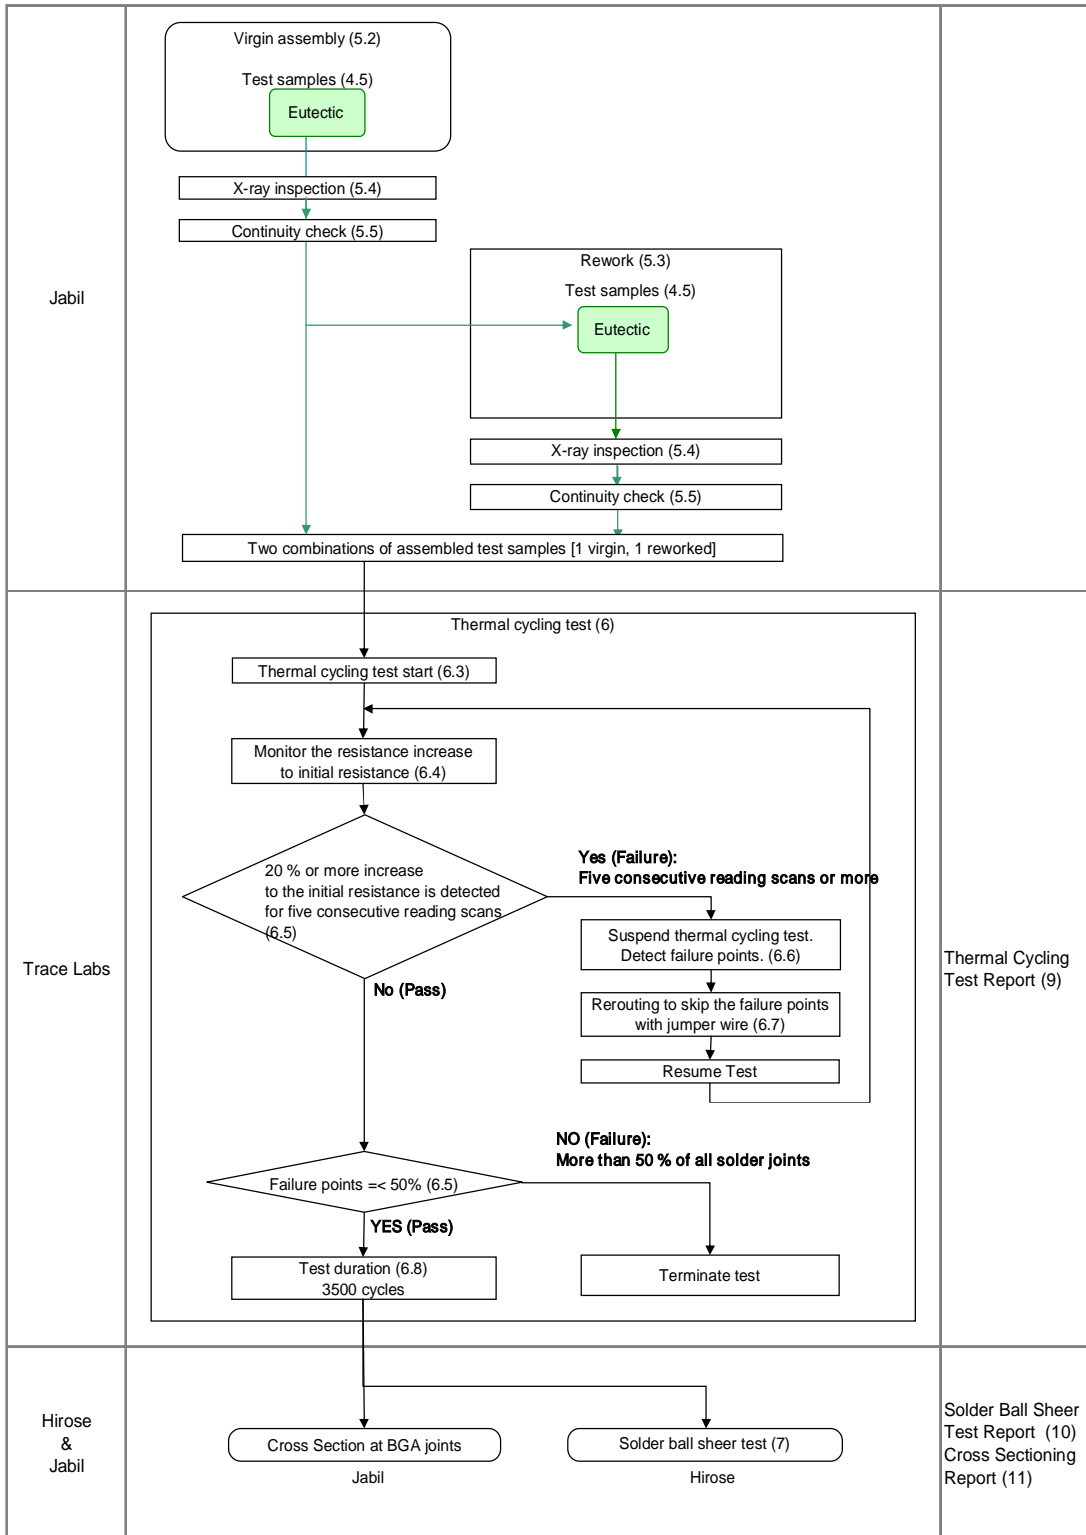 Virgin assembly (5.2)
Test samples (4.5)
Eutectic
X-ray inspection (5.4)
Continuity check (5.5)
Rework (5.3)
Test samples (4.5)
Eutectic
Jabil
X-ray inspection (5.4)
Continuity check (5.5)
Two combinations of assembled test samples [1 virgin, 1 reworked]
Thermal cycling test (6)
Thermal cycling test start (6.3)
Monitor the resistance increase
to initial resistance (6.4)
20 % or more increase
to the initial resistance is detected
for five consecutive reading scans
(6.5)
Yes (Failure):
Five consecutive reading scans or more
Suspend thermal cycling test.
Detect failure points. (6.6)
Rerouting to skip the failure points
with jumper wire (6.7)
Resume Test
Trace Labs
Thermal Cycling
Test Report (9)
No (Pass)
NO (Failure):
More than 50 % of all solder joints
Failure points =< 50% (6.5)
YES (Pass)
Test duration (6.8)
3500 cycles
Terminate test
Hirose
&
Jabil
Cross Section at BGA joints
Jabil
Solder ball sheer test (7)
Hirose
Solder Ball Sheer
Test Report (10)
Cross Sectioning
Report (11)